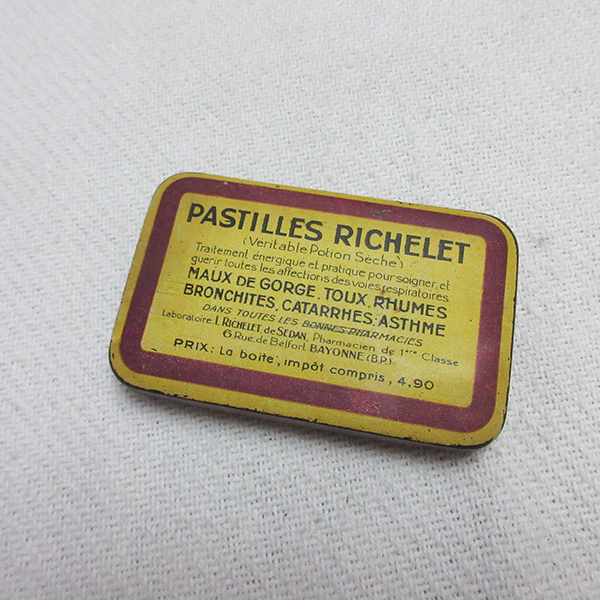 PASTILLES RICHELET
(Véritable Potion Sèche)
Traitement énergique et pratique pour soigner, et
guérir toutes les affections des voies respiratoires
MAUX DE GORGE, TOUX, RHUMES
BRONCHITES, CATARRHES, ASTHME
DANS TOUTES LES BONNES PHARMACIES
Laboratoire L. RICHELET, de SEDAN, Pharmacien de 1ère Classe
6 Rue de Belfort BAYONNE (B.P.)
PRIX: La boite, impôt compris, 4,90